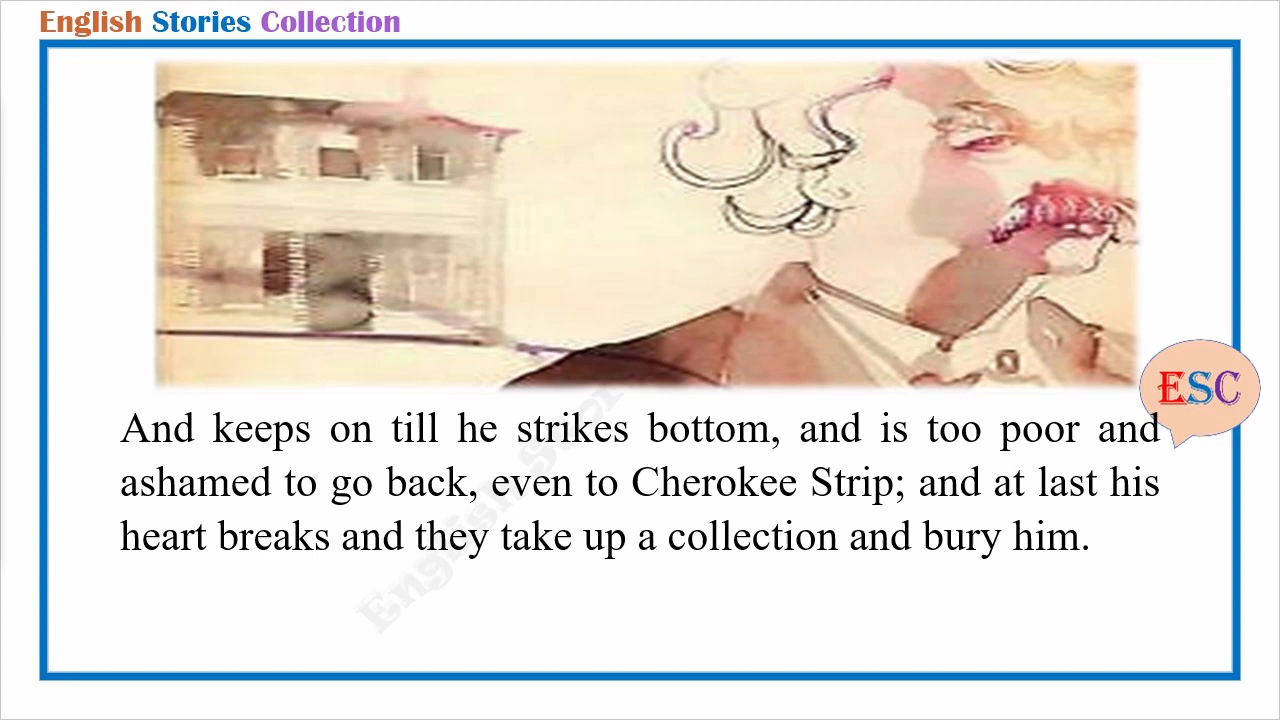 English Stories Collection
ESC
And keeps on till he strikes bottom, and is too poor and
ashamed to go back, even to Cherokee Strip; and at last his
heart breaks and they take up a collection and bury him.
English Stor